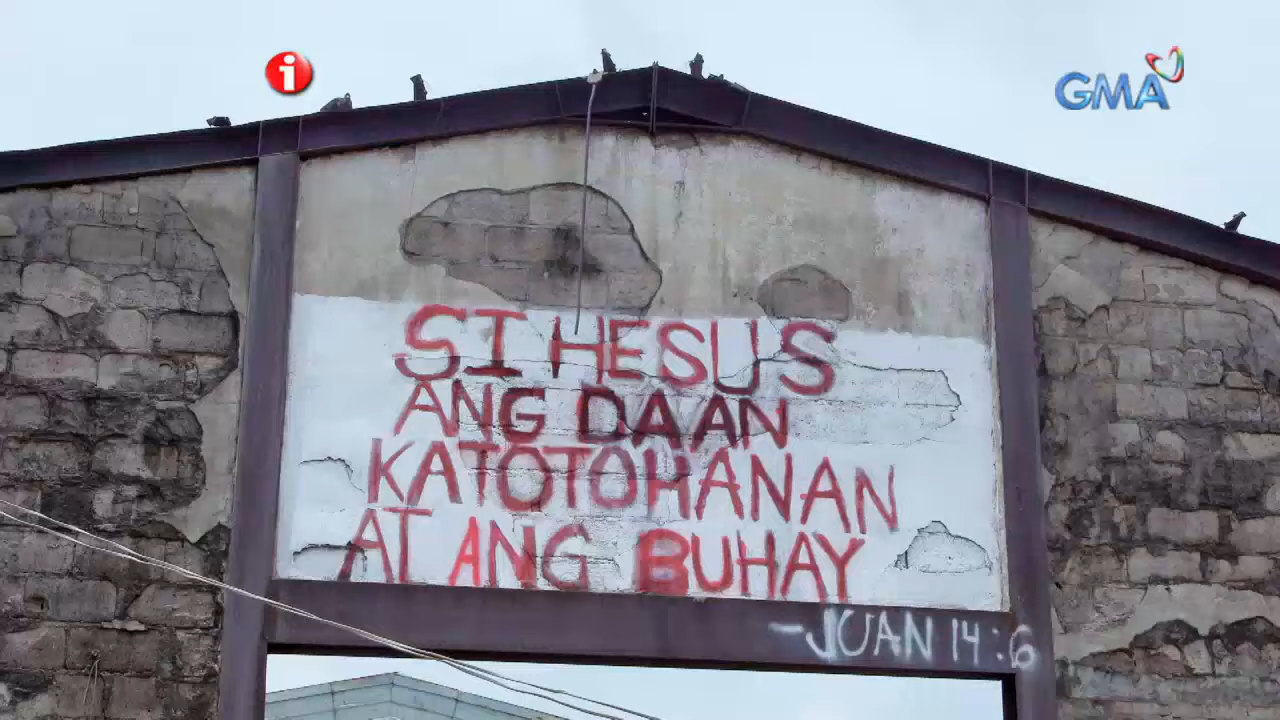 i
GMA
SI HESUS
ANG DAAN
KATOTOHANAN
AT ANG BUHAY
-JUAN 14:6